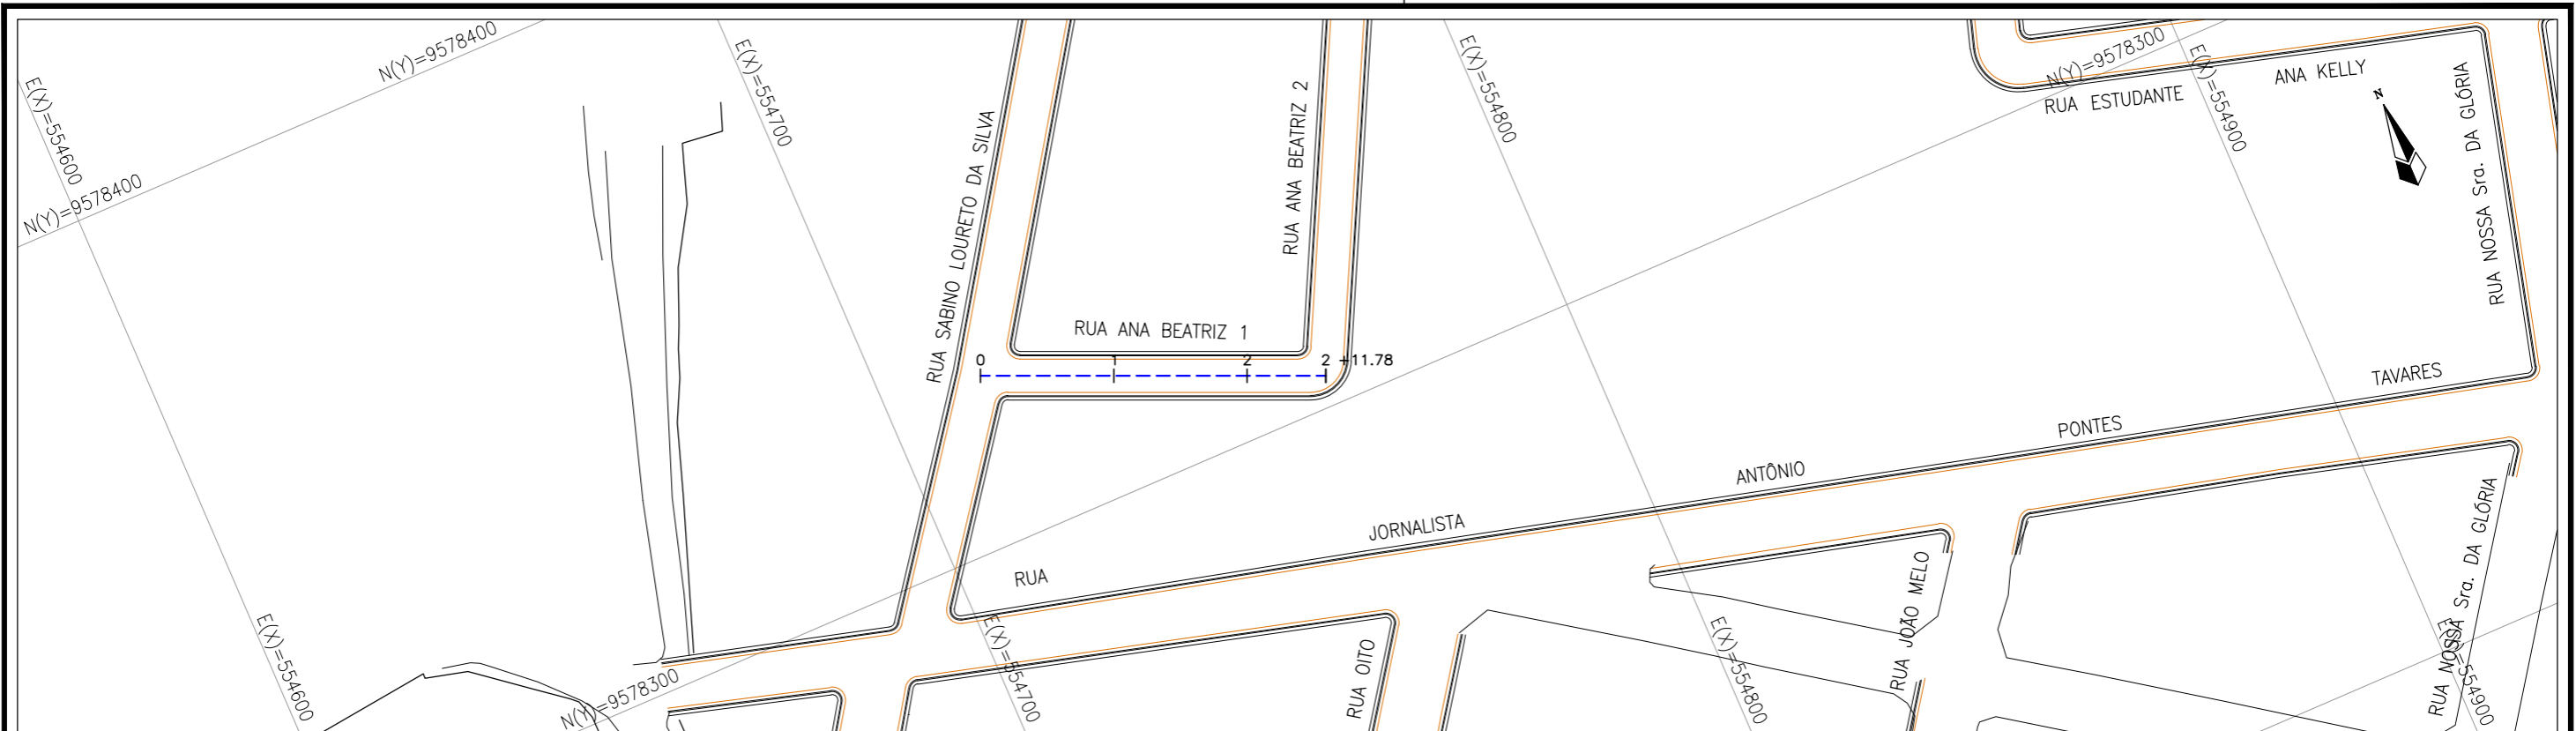 N(Y)=9578400
E(X)=554600
N(Y)=9578400
E(X)=554700
E(X)=554800
N(Y)=9578300
E(X)=554900
RUA ESTUDANTE
ANA KELLY
N
RUA NOSSA Sra. DA GLÓRIA
RUA SABINO LOURETO DA SILVA
RUA ANA BEATRIZ 2
RUA ANA BEATRIZ 1
0
1
2
2 +11.78
RUA
JORNALISTA
ANTÔNIO
PONTES
TAVARES
E(X)=554600
N(Y)=9578300
E(X)=554700
RUA OITO
E(X)=554800
RUA JOÃO MELO
RUA NOSSA Sra. DA GLÓRIA
E(X)=554900